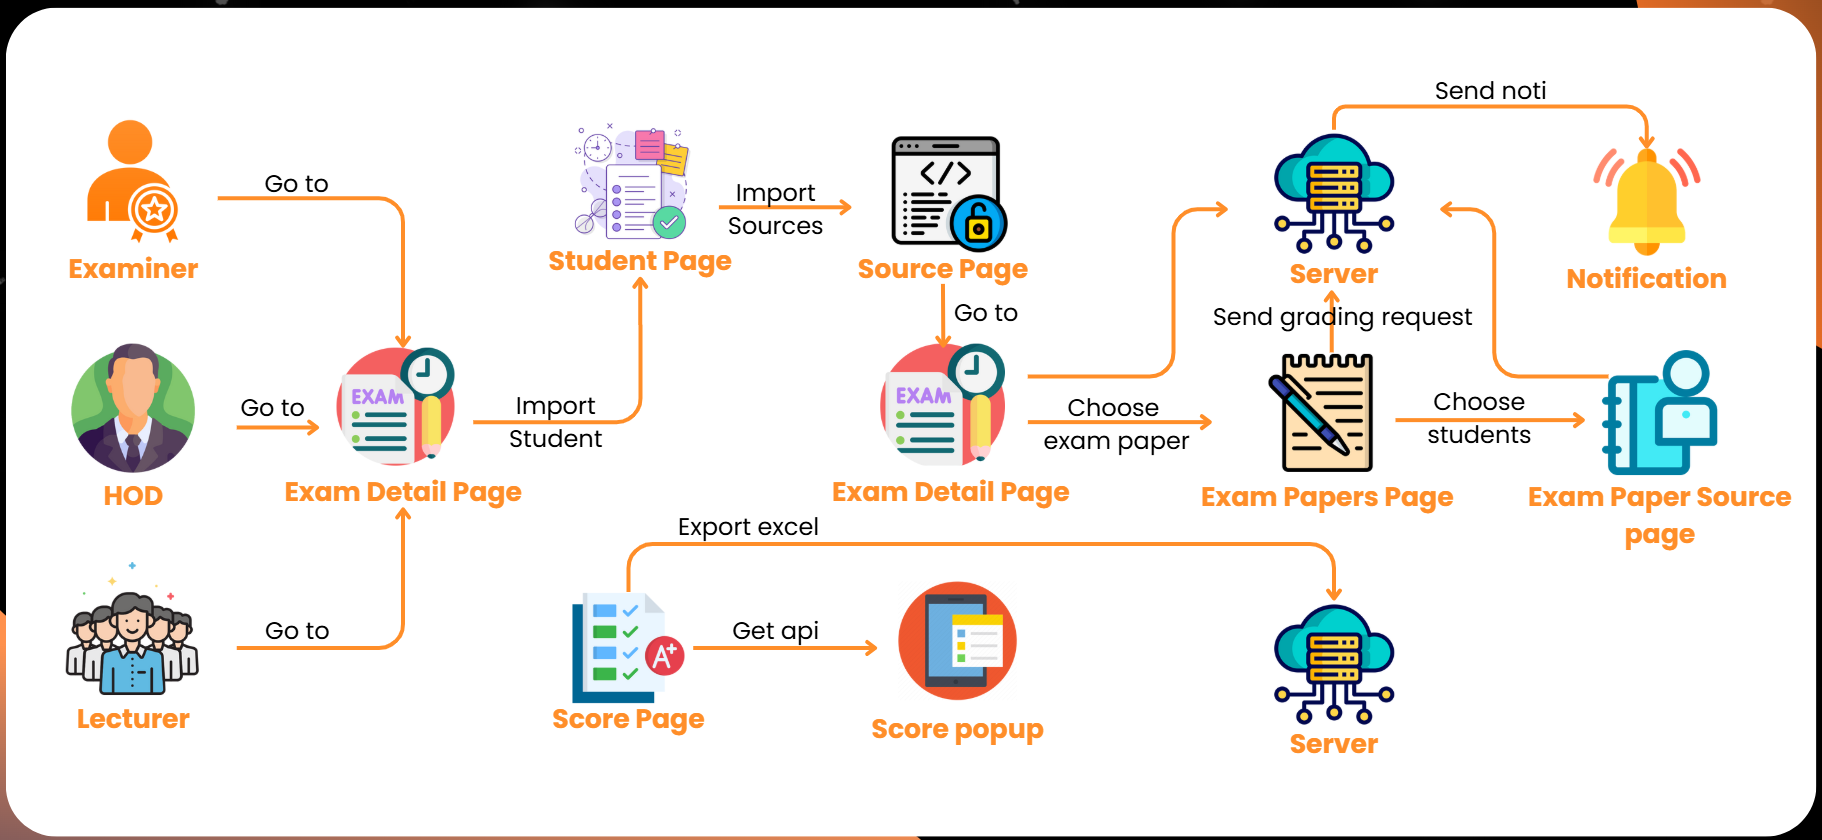 Send noti
Go to
Import
Sources
</>
Examiner
Student Page
Source Page
Server
Notification
Go to
Send grading request
Go to
EXAM
Import
Student
EXAM
Choose
exam paper
Choose
students
HOD
Exam Detail Page
Exam Detail Page
Exam Papers Page
Exam Paper Source
page
Export excel
Go to
Get api
A+
Lecturer
Score Page
Score popup
Server